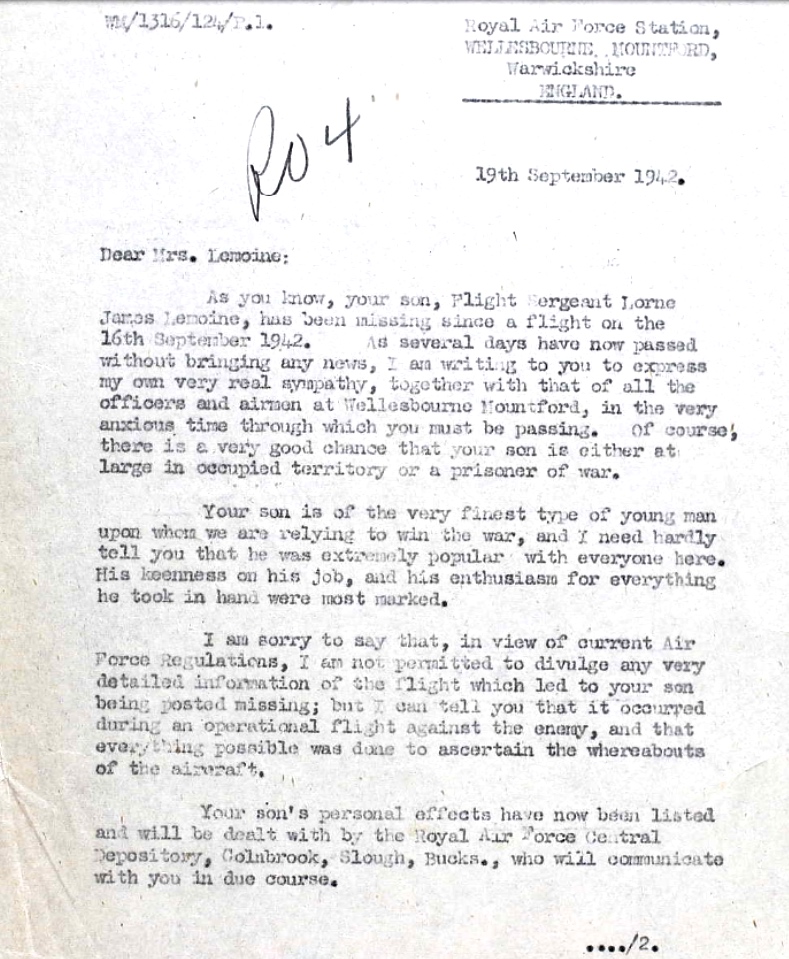 WM/1316/124/P.1.
Royal Air Force Station,
WELLESBOURNE, MOUNTFORD,
Warwickshire
ENGLAND.
R04
19th September 1942.
Dear Mrs. Lemoine:
As you know, your son, Flight Sergeant Lorne
James Lemoine, has been missing since a flight on the
16th September 1942. As several days have now passed
without bringing any news, I am writing to you to express
my own very real sympathy, together with that of all the
officers and airmen at Wellesbourne Mountford, in the very
anxious time through which you must be passing. Of course,
there is a very good chance that your son is either at
large in occupied territory or a prisoner of war.
Your son is of the very finest type of young man
upon whom we are relying to win the war, and I need hardly
tell you that he was extremely popular with everyone here.
His keenness on his job, and his enthusiasm for everything
he took in hand were most marked.
I am sorry to say that, in view of current Air
Force Regulations, I am not permitted to divulge any very
detailed information of the flight which led to your son
being posted missing; but I can tell you that it occurred
during an operational flight against the enemy, and that
everything possible was done to ascertain the whereabouts
of the aircraft.
Your son's personal effects have now been listed
and will be dealt with by the Royal Air Force Central
Depository, Colnbrook, Slough, Bucks., who will communicate
with you in due course.
..../2.